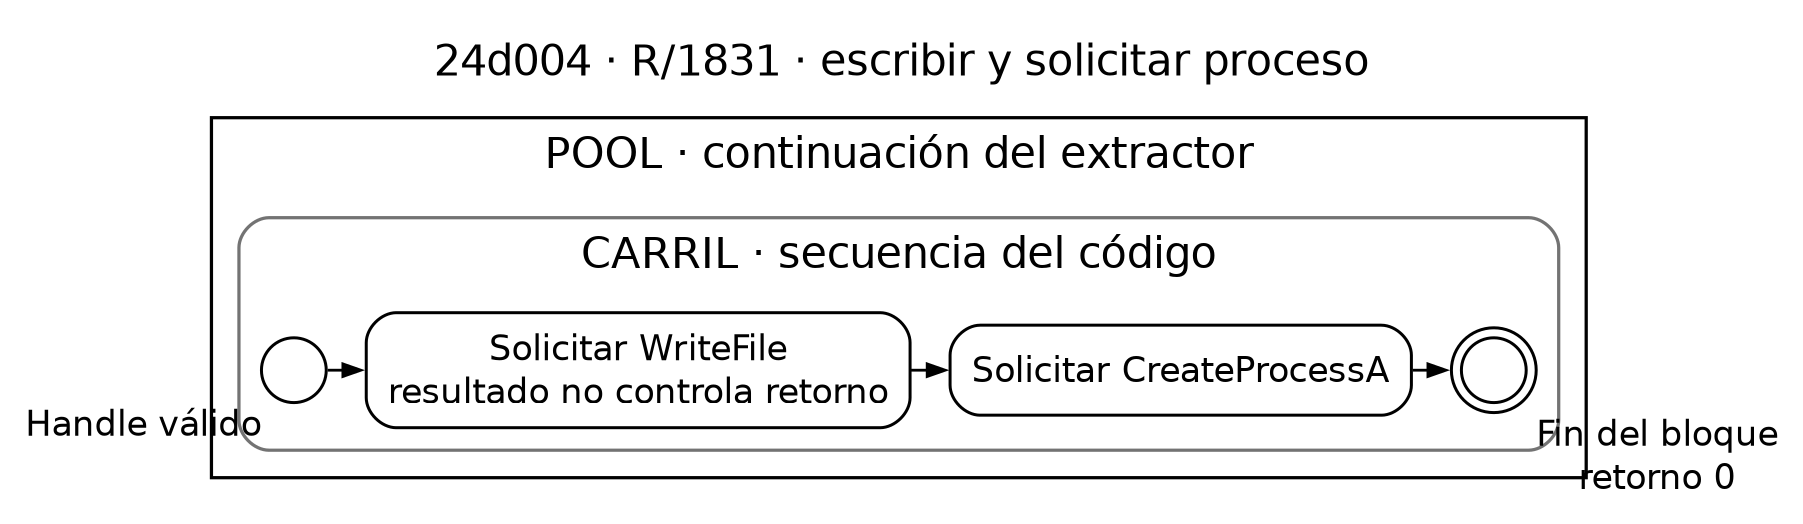 24d004 · R/1831 · escribir y solicitar proceso
POOL · continuación del extractor
CARRIL · secuencia del código
Solicitar WriteFile
resultado no controla retorno
Solicitar CreateProcessA
Handle válido
Fin del bloque
retorno 0